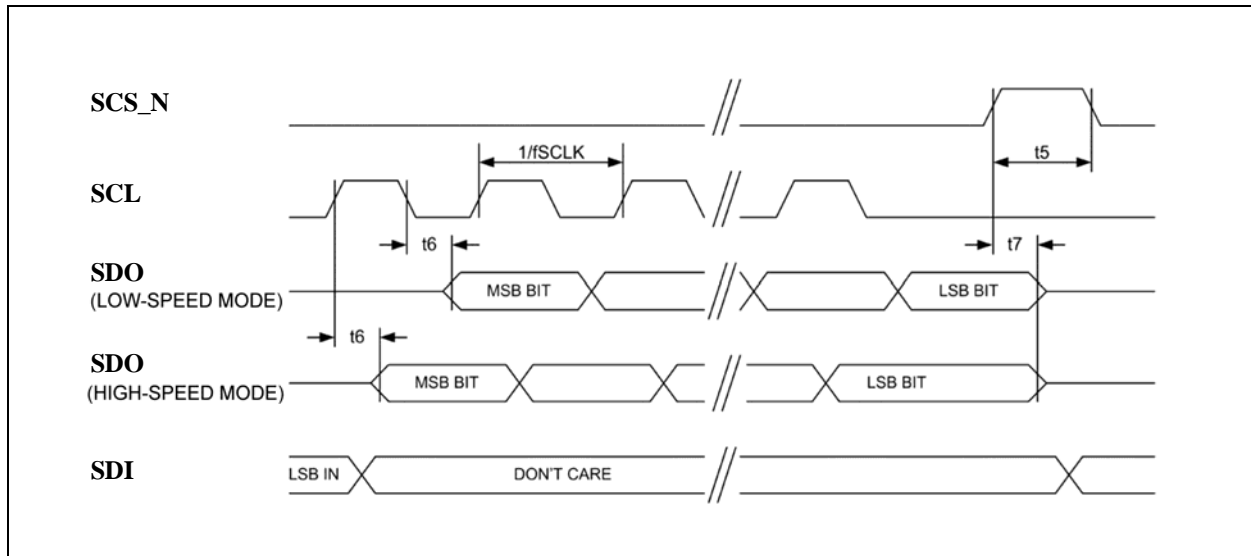 SCS_N
t5
1/fSCLK
SCL
t6
t7
SDO
(LOW-SPEED MODE)
MSB BIT
LSB BIT
t6
SDO
(HIGH-SPEED MODE)
MSB BIT
LSB BIT
SDI
LSB IN
DON'T CARE